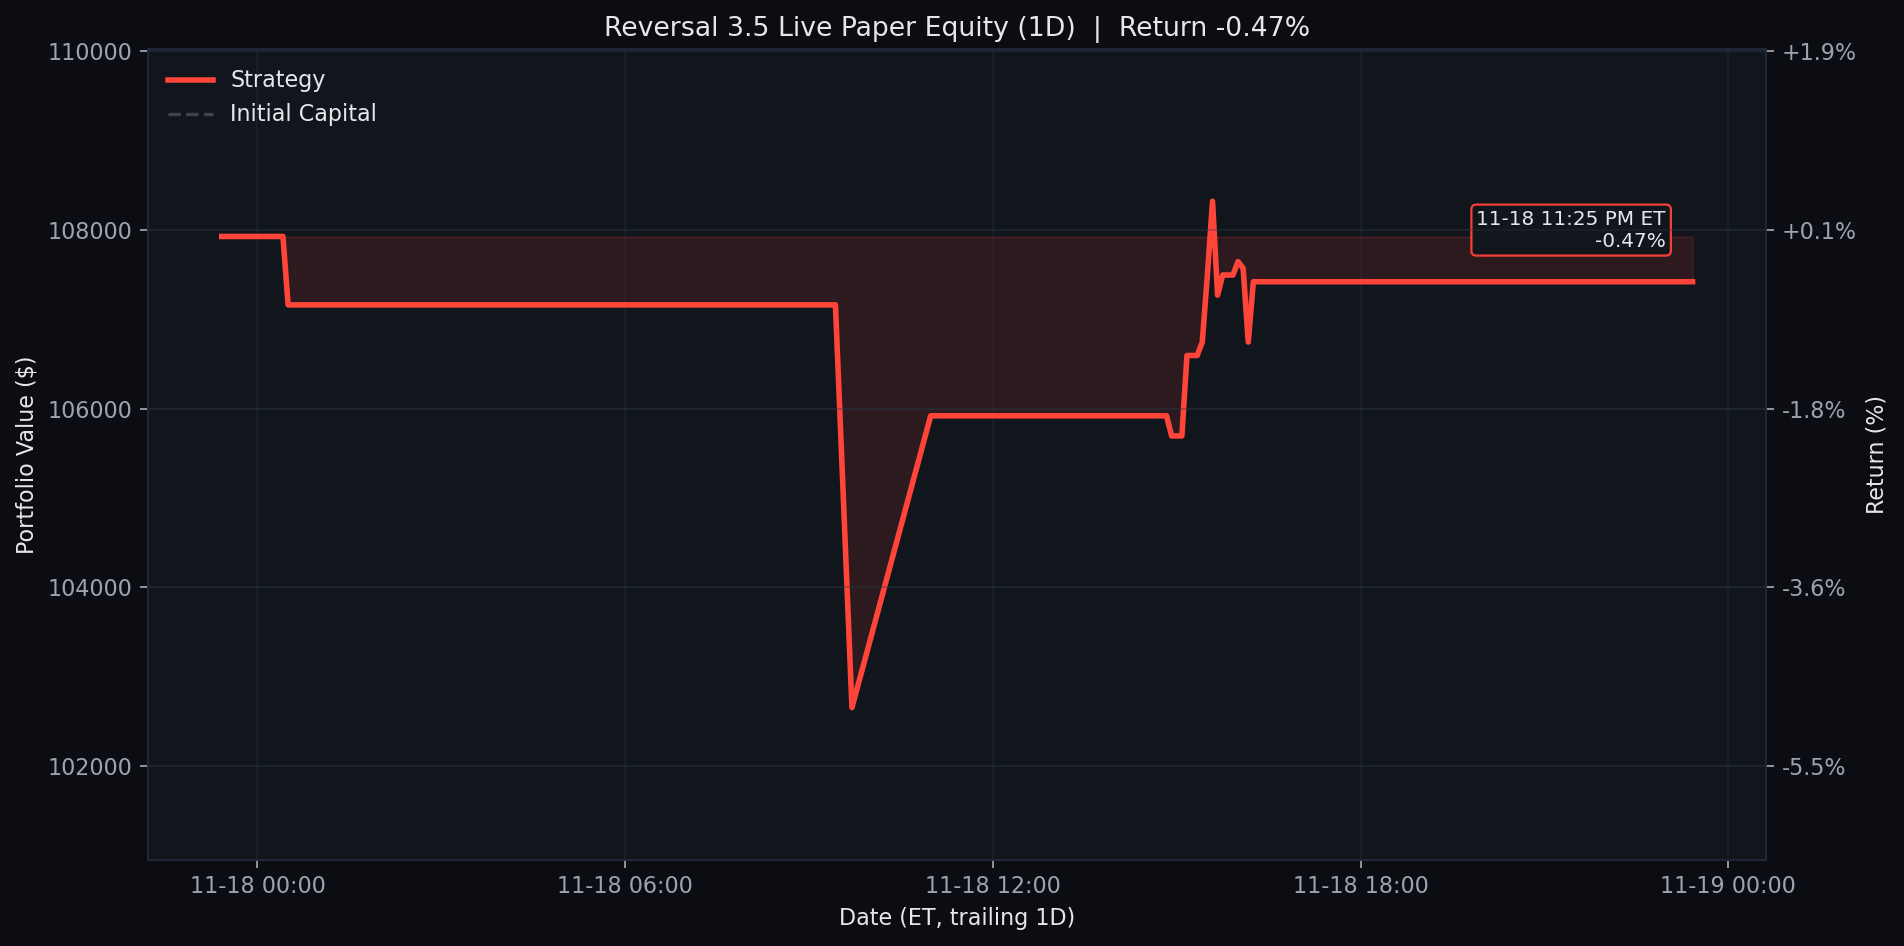 Reversal 3.5 Live Paper Equity (1D)  |  Return -0.47%
Strategy
Initial Capital
110000
108000
106000
104000
102000
Portfolio Value ($)
+1.9%
+0.1%
-1.8%
-3.6%
-5.5%
Return (%)
11-18 11:25 PM ET
-0.47%
11-18 00:00
11-18 06:00
11-18 12:00
11-18 18:00
11-19 00:00
Date (ET, trailing 1D)